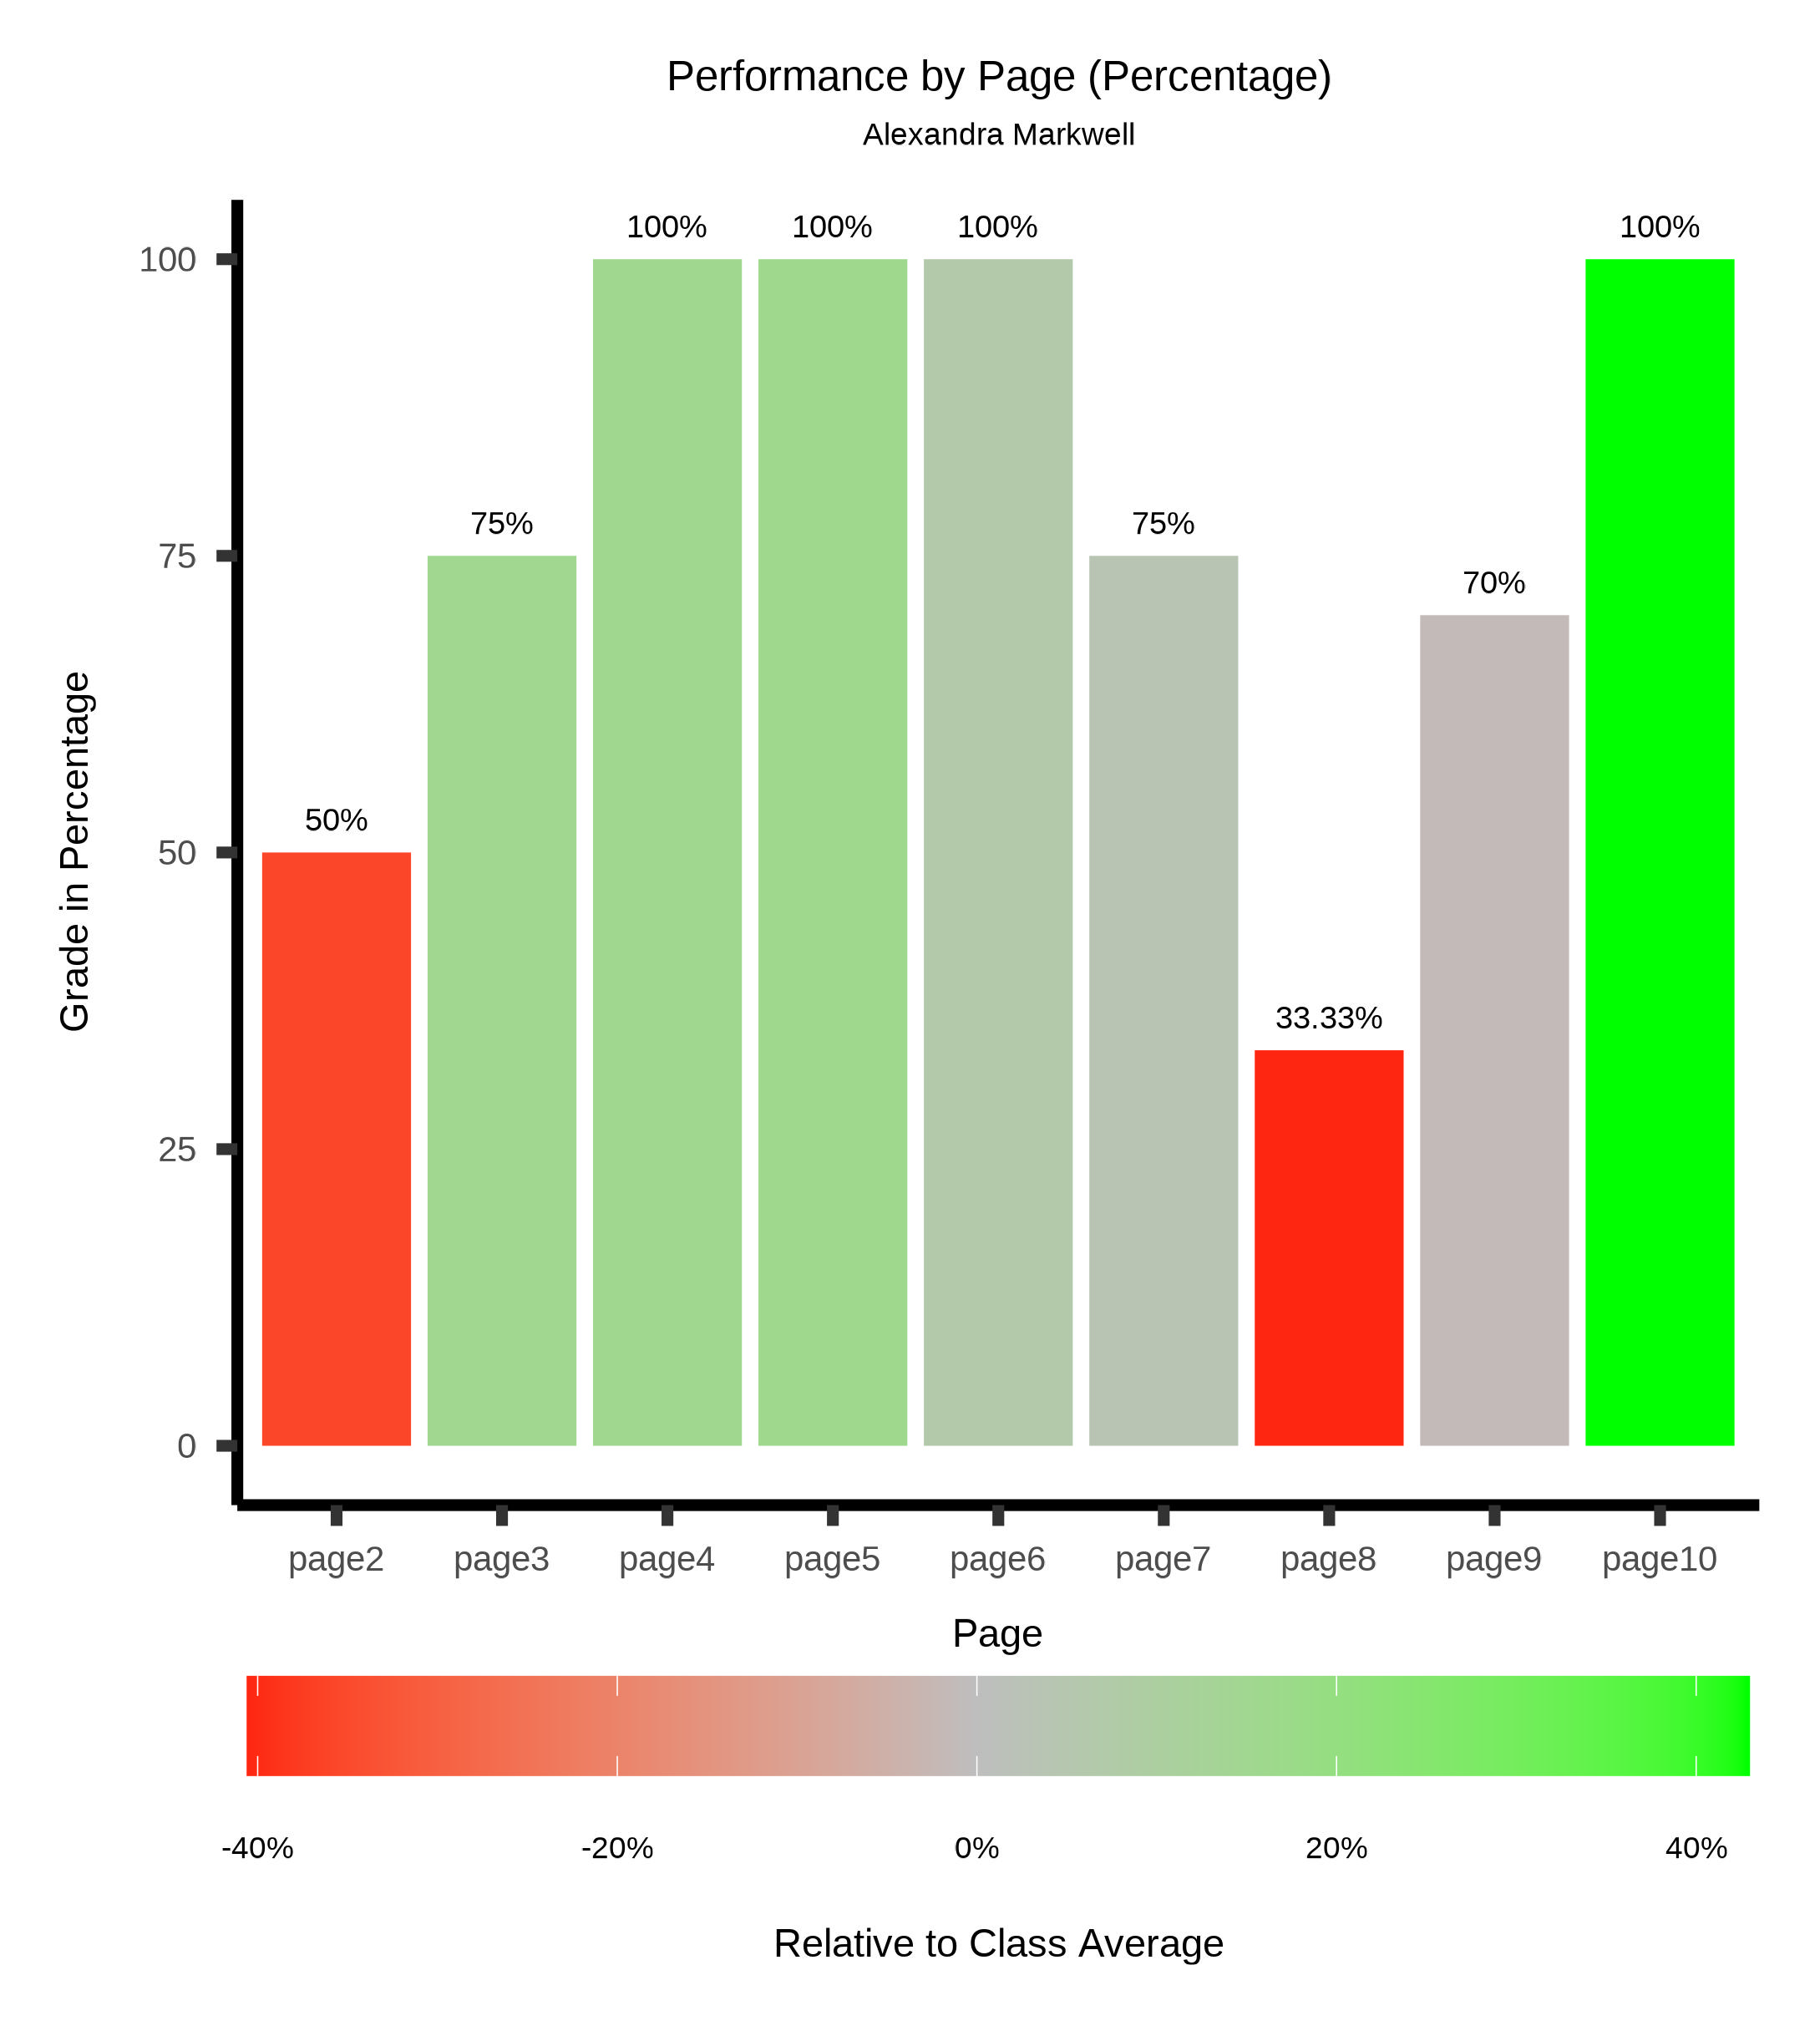 Performance by Page (Percentage)
Alexandra Markwell
100% 100% 100% 100%
100
75% 75%
75
70%
50%
50
33.33%
25
0
Grade in Percentage
page2 page3 page4 page5 page6 page7 page8 page9 page10
Page
-40% -20% 0% 20% 40%
Relative to Class Average